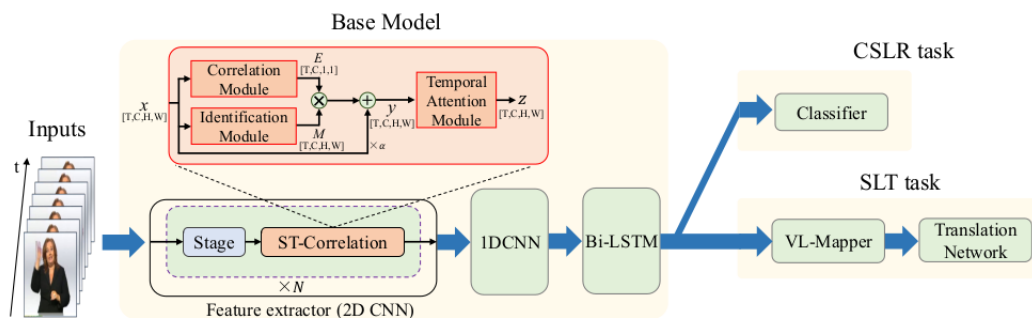 Base Model
Inputs
t
x
[T,C,H,W]
Correlation
Module
Identification
Module
E
[T,C,1,1]
×
M
[T,C,H,W]
+
×α
y
[T,C,H,W]
Temporal
Attention
Module
z
[T,C,H,W]
Stage
ST-Correlation
×N
Feature extractor (2D CNN)
1DCNN
Bi-LSTM
CSLR task
Classifier
SLT task
VL-Mapper
Translation
Network